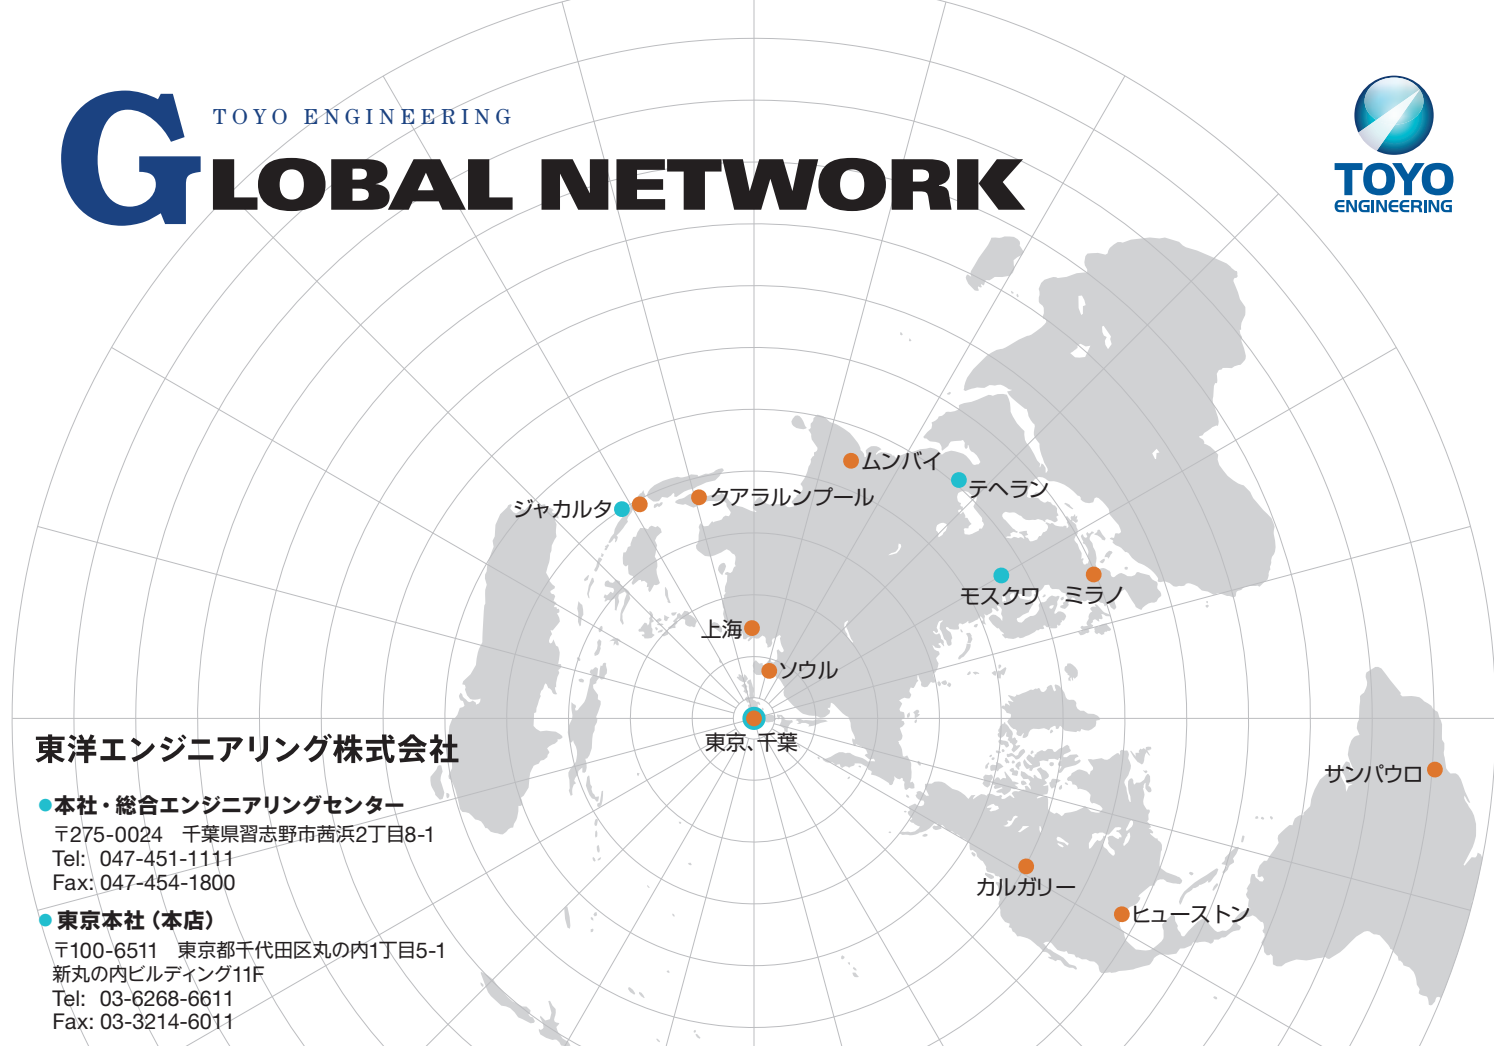 TOYO ENGINEERING
GLOBAL NETWORK
TOYO
ENGINEERING
ムンバイ
テヘラン
ジャカルタ
クアラルンプール
モスクワ
ミラノ
上海
ソウル
東京、千葉
サンパウロ
カルガリー
ヒューストン
東洋エンジニアリング株式会社
本社・総合エンジニアリングセンター
〒275-0024 千葉県習志野市茜浜2丁目8-1
Tel: 047-451-1111
Fax: 047-454-1800
東京本社（本店）
〒100-6511 東京都千代田区丸の内1丁目5-1
新丸の内ビルディング11F
Tel: 03-6268-6611
Fax: 03-3214-6011